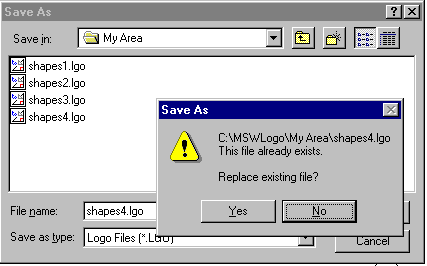 Save As
Save in: My Area
shapes1.lgo
shapes2.lgo
shapes3.lgo
shapes4.lgo
Save As
C:\MSWLogo\My Area\shapes4.lgo
This file already exists.
Replace existing file?
Yes No
File name: shapes4.lgo
Save as type: Logo Files (*.LGO)
Cancel